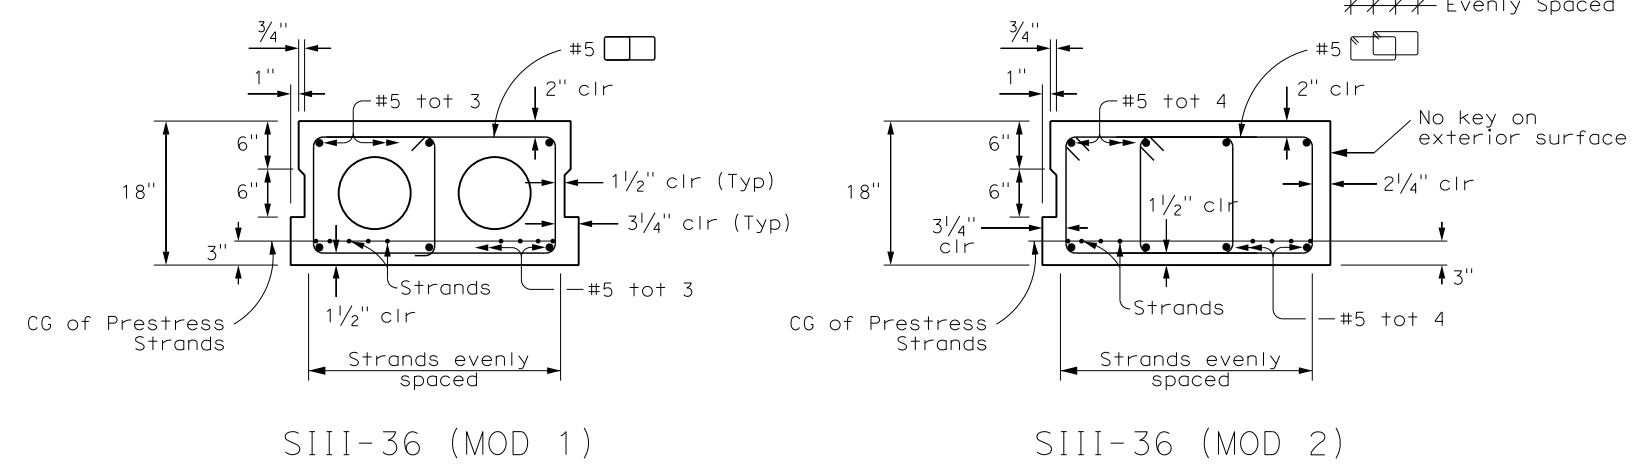 Evenly Spaced
3/4"
#5
1"
2" clr
#5 tot 3
6"
18"
6"
1 1/2" clr (Typ)
3 1/4" clr (Typ)
3"
Strands
#5 tot 3
1 1/2" clr
CG of Prestress
Strands
Strands evenly
spaced
SIII-36 (MOD 1)
3/4"
#5
1"
2" clr
#5 tot 4
No key on
exterior surface
6"
18"
6"
2 1/4" clr
1 1/2" clr
3 1/4"
clr
3"
Strands
#5 tot 4
CG of Prestress
Strands
Strands evenly
spaced
SIII-36 (MOD 2)